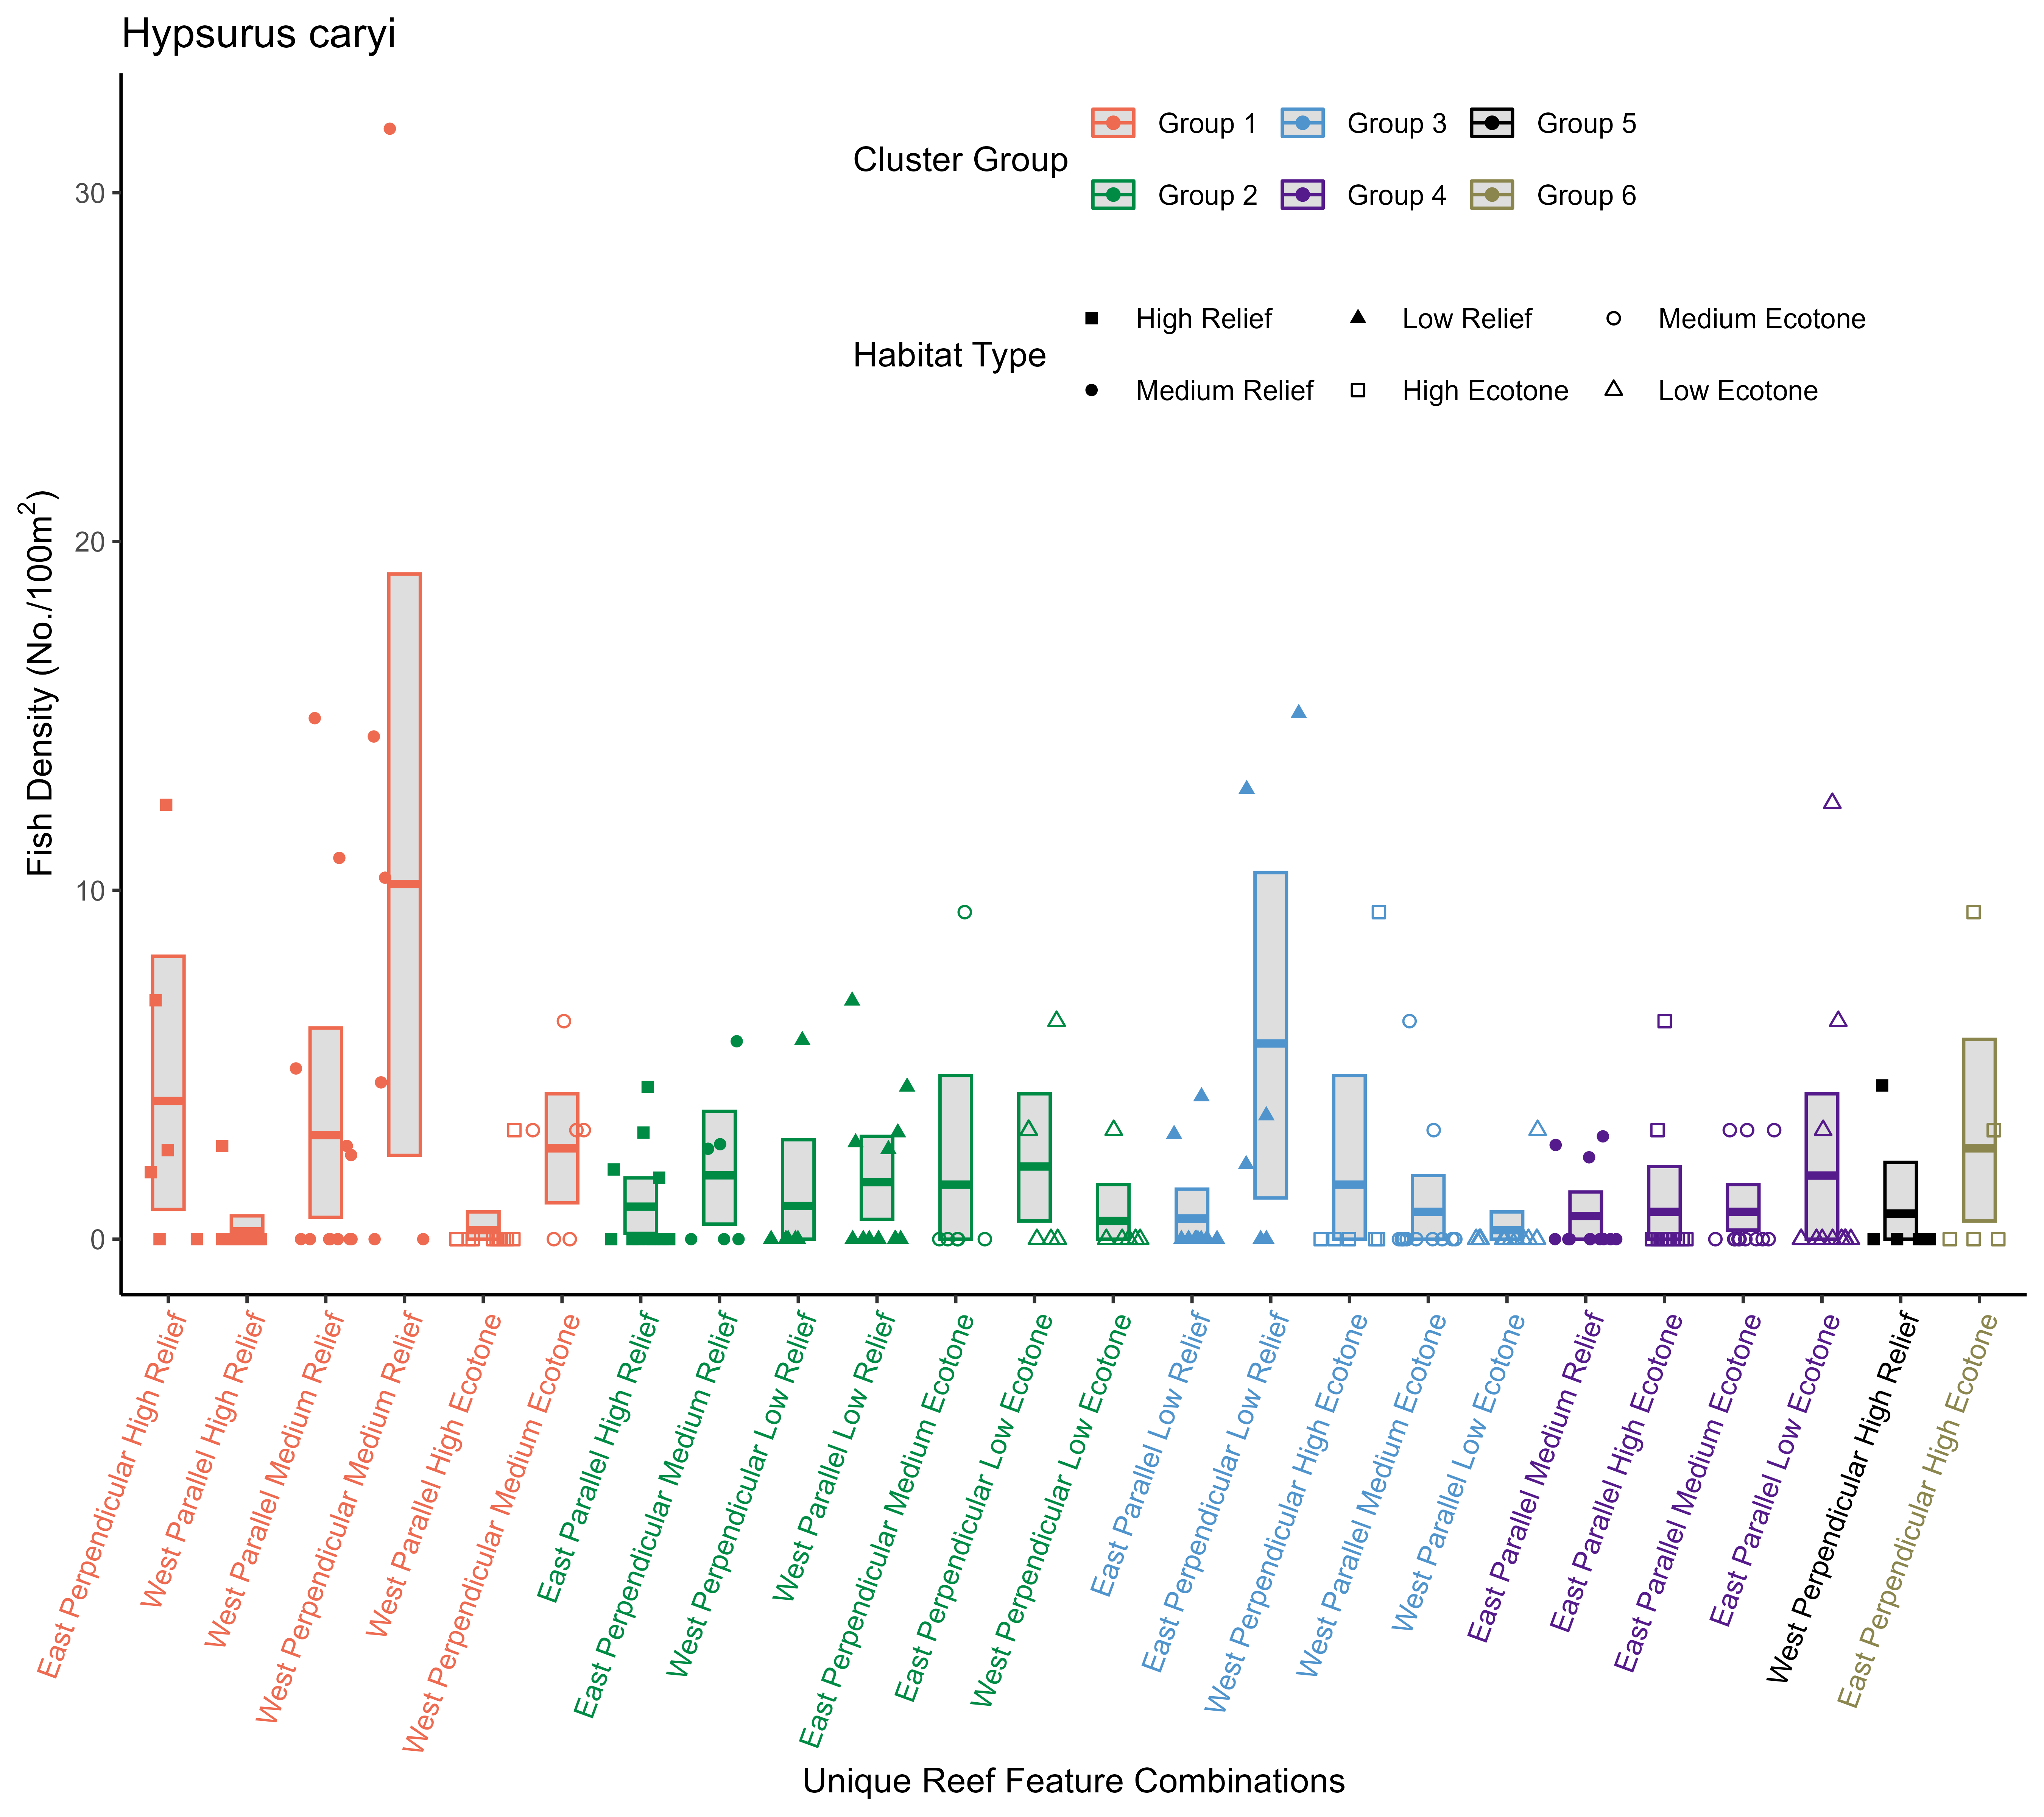 Hypsurus caryi
Cluster Group
Group 1
Group 3
Group 5
Group 2
Group 4
Group 6
Habitat Type
High Relief
Low Relief
Medium Ecotone
Medium Relief
High Ecotone
Low Ecotone
Fish Density (No./100m²)
30
20
10
0
East Perpendicular High Relief
West Parallel High Relief
West Parallel Medium Relief
West Perpendicular Medium Relief
West Parallel High Ecotone
West Perpendicular Medium Ecotone
East Parallel High Relief
East Perpendicular Medium Relief
West Perpendicular Low Relief
West Parallel Low Relief
East Perpendicular Medium Ecotone
East Perpendicular Low Ecotone
West Perpendicular Low Ecotone
East Parallel Low Relief
East Perpendicular Low Relief
West Perpendicular High Ecotone
West Parallel Medium Ecotone
West Parallel Low Ecotone
East Parallel Medium Relief
East Parallel High Ecotone
East Parallel Medium Ecotone
East Parallel Low Ecotone
West Perpendicular High Relief
East Perpendicular High Ecotone
Unique Reef Feature Combinations